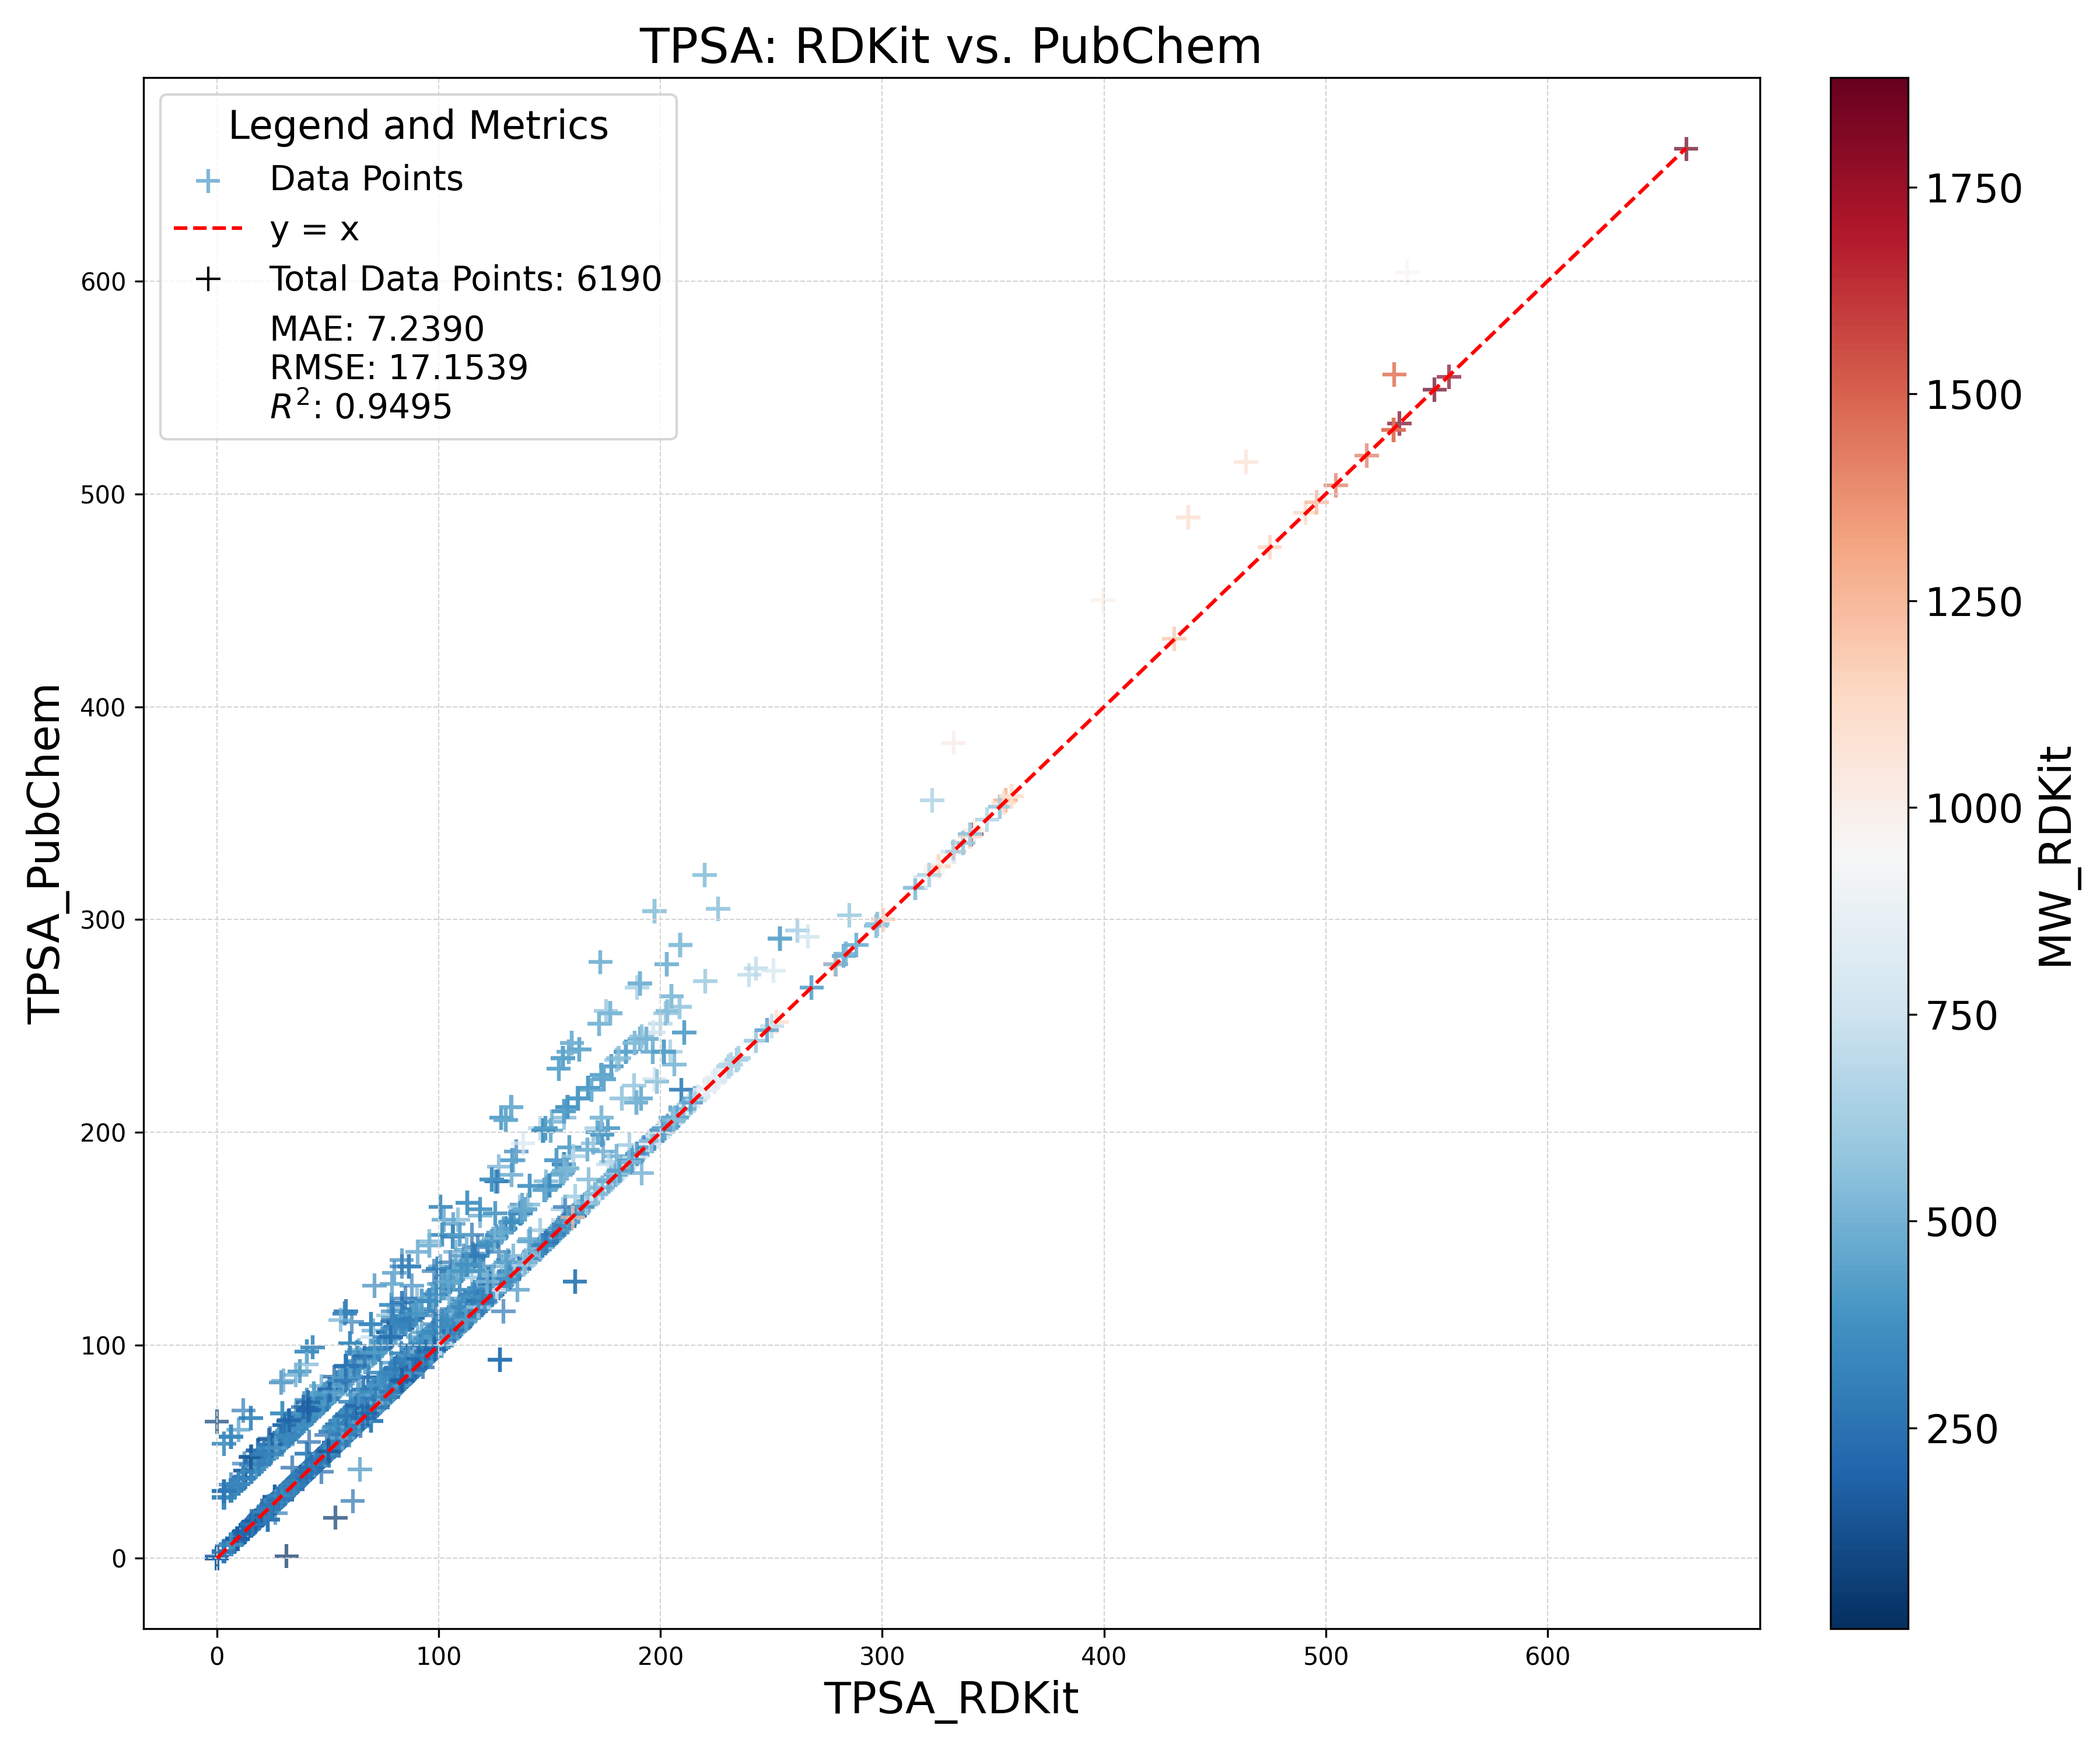 TPSA: RDKit vs. PubChem
Legend and Metrics
Data Points
y = x
Total Data Points: 6190
MAE: 7.2390
RMSE: 17.1539
R²: 0.9495
600
500
400
300
200
100
0
TPSA_PubChem
0 100 200 300 400 500 600
TPSA_RDKit
1750
1500
1250
1000
750
500
250
MW_RDKit